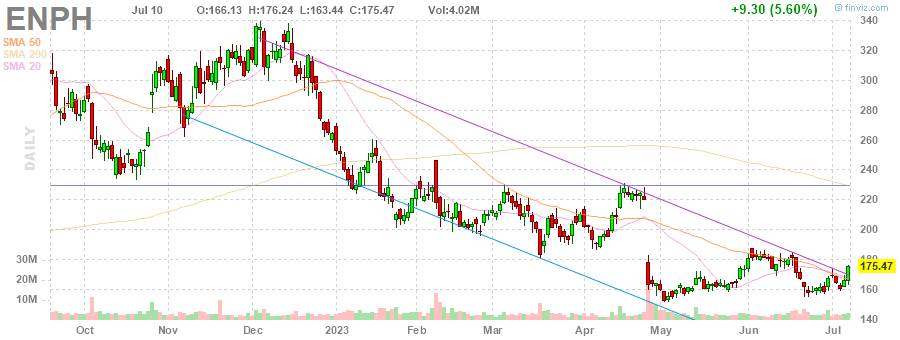 ENPH Jul 10 O:166.13 H:176.24 L:163.44 C:175.47 Vol:4.02M +9.30 (5.60%) @ finviz.com
SMA 50
SMA 200
SMA 20
DAILY
340
320
300
280
260
240
220
200
180
175.47
160
140
30M
20M
10M
Oct Nov Dec 2023 Feb Mar Apr May Jun Jul